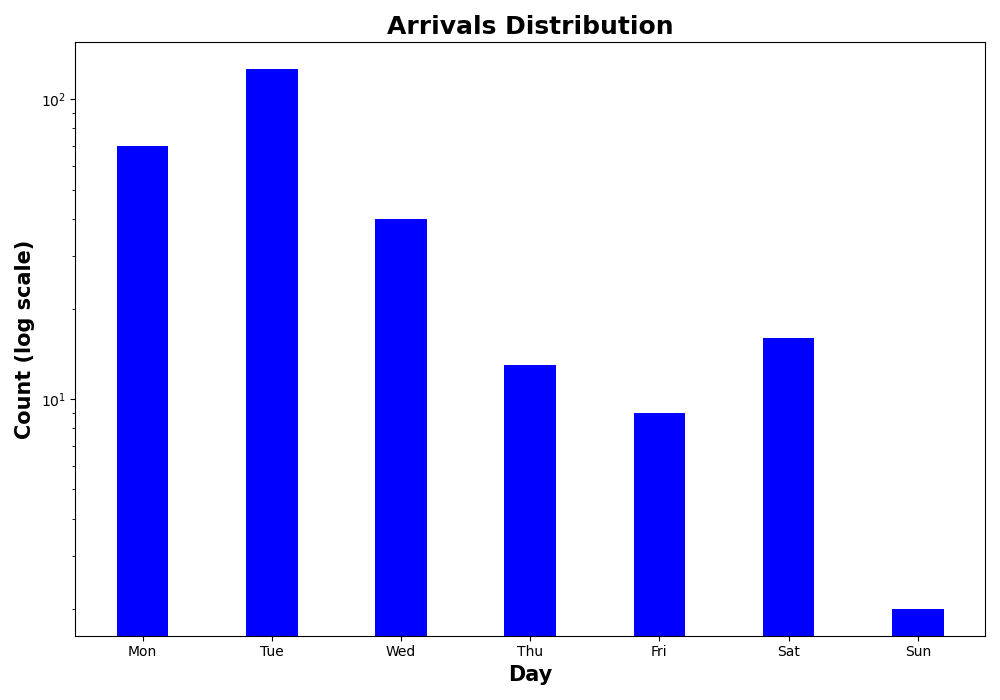 Arrivals Distribution
Count (log scale)
10²
10¹
Mon Tue Wed Thu Fri Sat Sun
Day